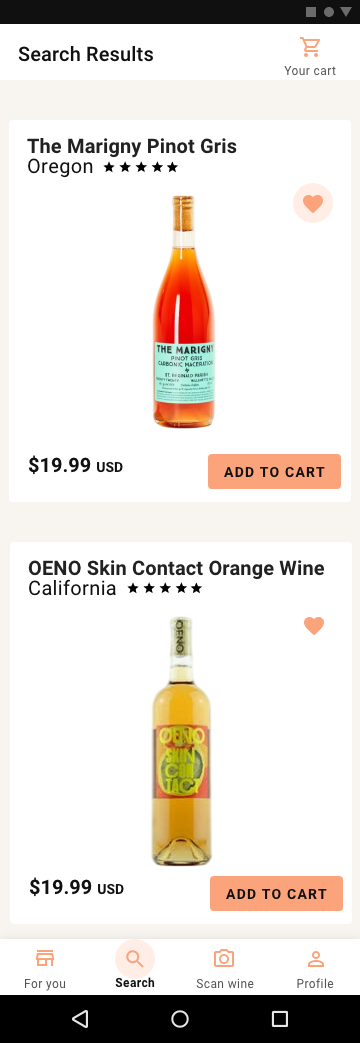 Search Results
Your cart
The Marigny Pinot Gris
Oregon
THE MARIGNY
PINOT GRIS
CARBONIC MACERATION
ST. REGINALD PARISH
$19.99 USD
ADD TO CART
OENO Skin Contact Orange Wine
California
OENO
OENO
SKIN
CON
TACT
$19.99 USD
ADD TO CART
For you
Search
Scan wine
Profile